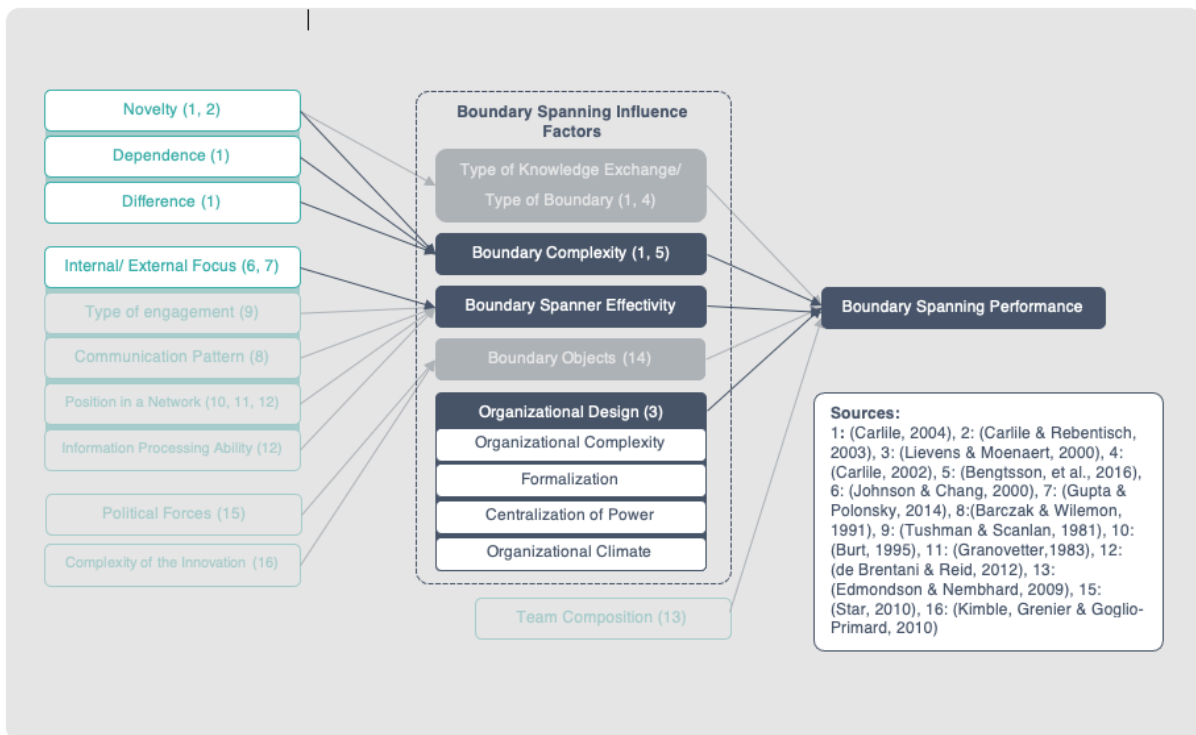 Novelty (1, 2)
Dependence (1)
Difference (1)
Internal/ External Focus (6, 7)
Type of engagement (9)
Communication Pattern (8)
Position in a Network (10, 11, 12)
Information Processing Ability (12)
Political Forces (15)
Complexity of the Innovation (16)
Boundary Spanning Influence
Factors
Type of Knowledge Exchange/
Type of Boundary (1, 4)
Boundary Complexity (1, 5)
Boundary Spanner Effectivity
Boundary Objects (14)
Organizational Design (3)
Organizational Complexity
Formalization
Centralization of Power
Organizational Climate
Team Composition (13)
Boundary Spanning Performance
Sources:
1: (Carlile, 2004), 2: (Carlile & Rebentisch,
2003), 3: (Lievens & Moenaert, 2000), 4:
(Carlile, 2002), 5: (Bengtsson, et al., 2016),
6: (Johnson & Chang, 2000), 7: (Gupta &
Polonsky, 2014), 8:(Barczak & Wilemon,
1991), 9: (Tushman & Scanlan, 1981), 10:
(Burt, 1995), 11: (Granovetter,1983), 12:
(de Brentani & Reid, 2012), 13:
(Edmondson & Nembhard, 2009), 15:
(Star, 2010), 16: (Kimble, Grenier & Goglio-
Primard, 2010)